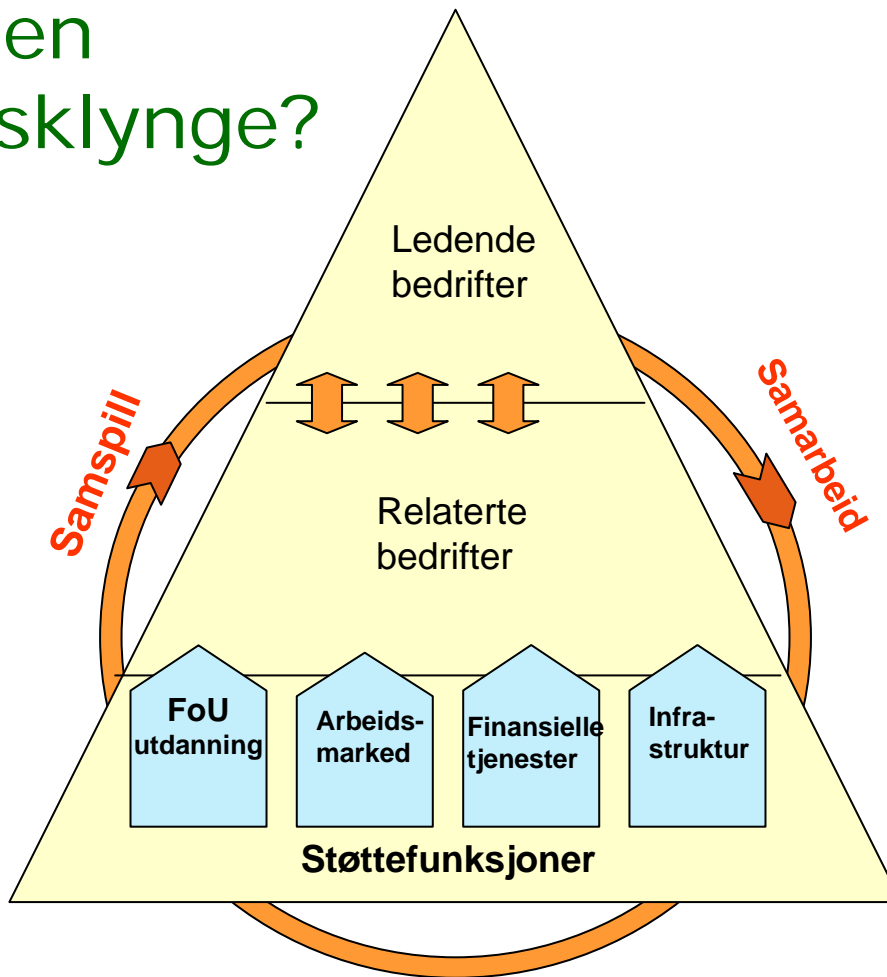 en
sklynge?
Ledende
bedrifter
Samspill
Samarbeid
Relaterte
bedrifter
FoU
utdanning
Arbeids-
marked
Finansielle
tjenester
Infra-
struktur
Støttefunksjoner